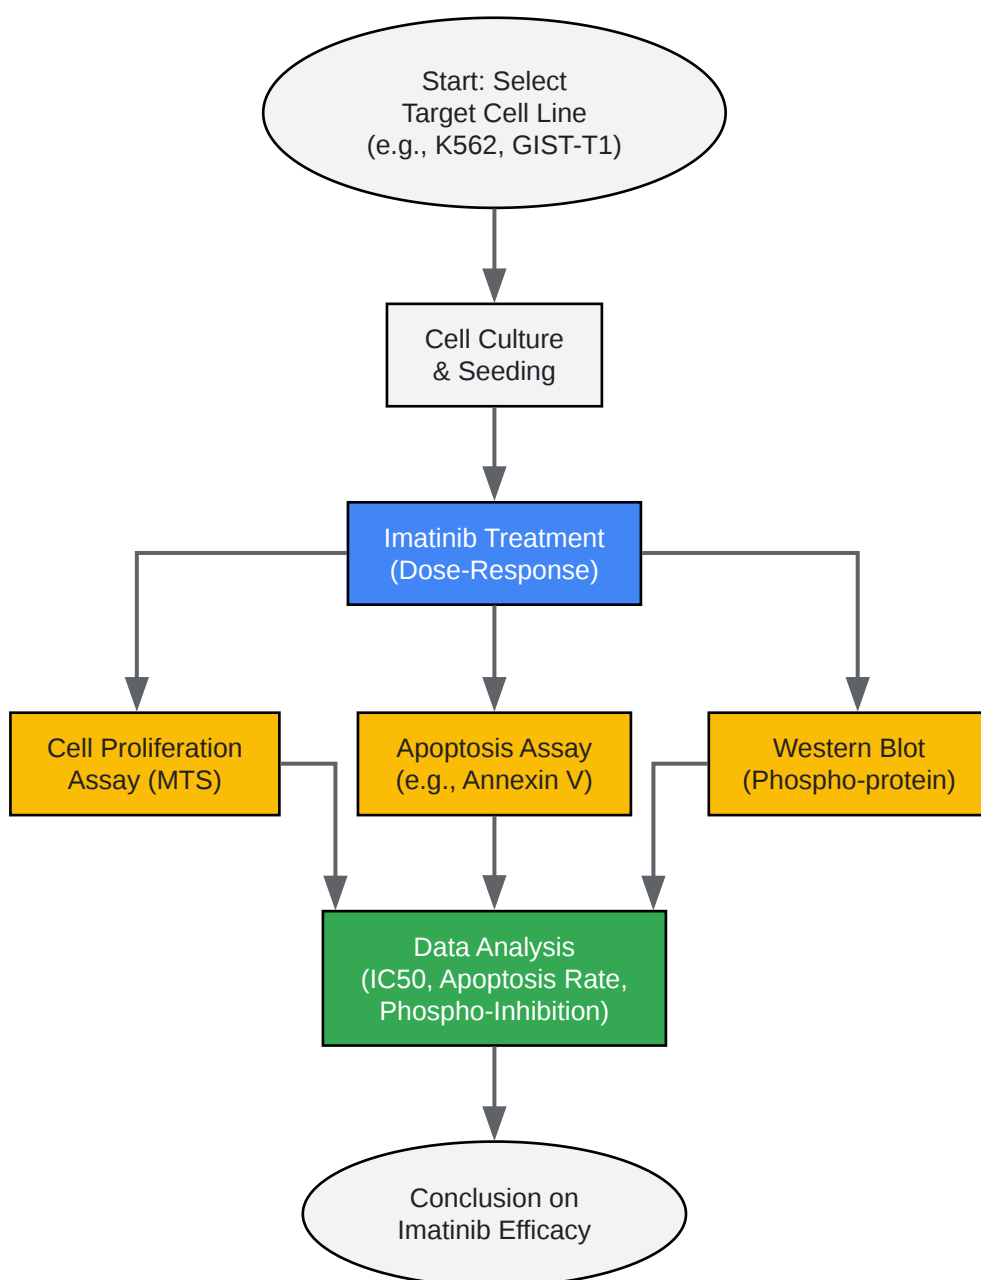 Start: Select
Target Cell Line
(e.g., K562, GIST-T1)
Cell Culture
& Seeding
Imatinib Treatment
(Dose-Response)
Cell Proliferation
Assay (MTS)
Apoptosis Assay
(e.g., Annexin V)
Western Blot
(Phospho-protein)
Data Analysis
(IC50, Apoptosis Rate,
Phospho-Inhibition)
Conclusion on
Imatinib Efficacy